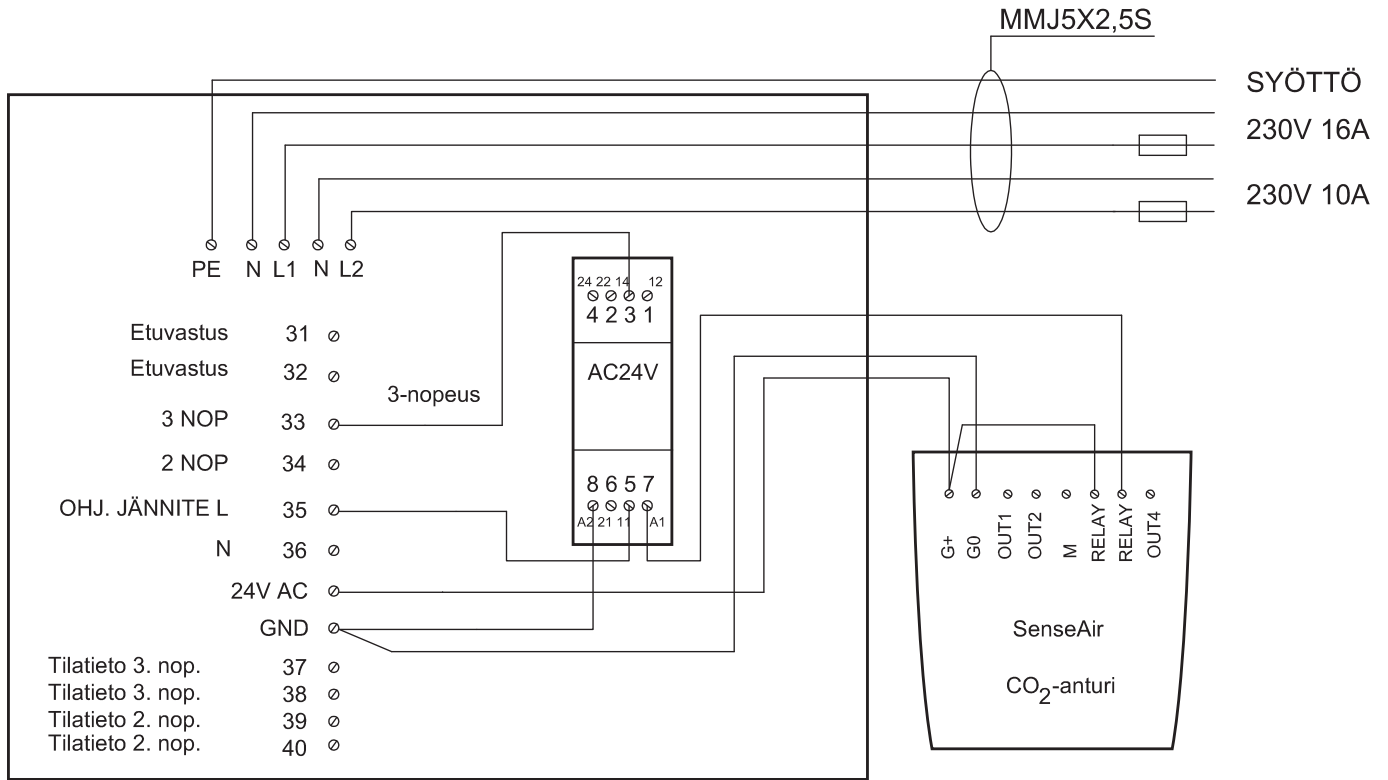 MMJ5X2,5S
SYÖTTÖ
230V 16A
230V 10A
PE N L1 N L2
24 22 14 12
4 2 3 1
AC24V
8 6 5 7
A2 21 11 A1
Etuvastus 31
Etuvastus 32
3 NOP 33
3-nopeus
2 NOP 34
OHJ. JÄNNITE L 35
N 36
24V AC
GND
Tilatieto 3. nop. 37
Tilatieto 3. nop. 38
Tilatieto 2. nop. 39
Tilatieto 2. nop. 40
G+
G0
OUT1
OUT2
M
RELAY
RELAY
OUT4
SenseAir
CO2-anturi